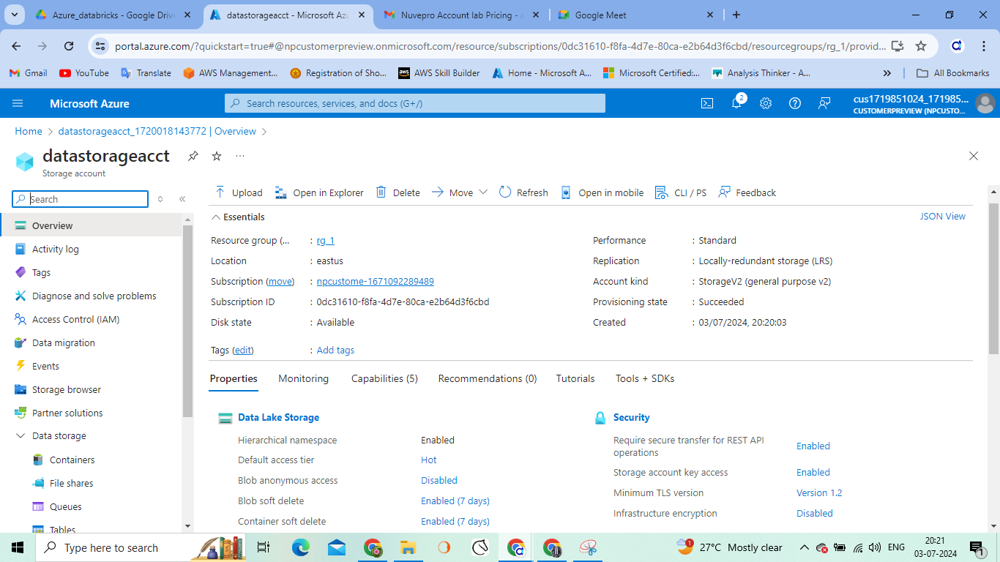 Azure_databricks - Google Driv
datastorageacct - Microsoft Azu
Nuvepro Account lab Pricing - a
Google Meet
portal.azure.com/?quickstart=true#@npcustomerpreview.onmicrosoft.com/resource/subscriptions/0dc31610-f8fa-4d7e-80ca-e2b64d3f6cbd/resourcegroups/rg_1/provid...
Gmail
YouTube
Translate
AWS Management...
Registration of Sho...
AWS Skill Builder
Home - Microsoft A...
Microsoft Certified:...
Analysis Thinker - A...
All Bookmarks
Microsoft Azure
Search resources, services, and docs (G+/)
2
cus1719851024_171985...
CUSTOMERPREVIEW (NPCUSTO...
Home > datastorageacct_1720018143772 | Overview >
datastorageacct
Storage account
Search
Overview
Activity log
Tags
Diagnose and solve problems
Access Control (IAM)
Data migration
Events
Storage browser
Partner solutions
Data storage
Containers
File shares
Queues
Tables
Upload
Open in Explorer
Delete
Move
Refresh
Open in mobile
CLI / PS
Feedback
Essentials
JSON View
Resource group (... : rg_1
Location : eastus
Subscription (move) : npcustome-1671092289489
Subscription ID : 0dc31610-f8fa-4d7e-80ca-e2b64d3f6cbd
Disk state : Available
Performance : Standard
Replication : Locally-redundant storage (LRS)
Account kind : StorageV2 (general purpose v2)
Provisioning state : Succeeded
Created : 03/07/2024, 20:20:03
Tags (edit) : Add tags
Properties
Monitoring
Capabilities (5)
Recommendations (0)
Tutorials
Tools + SDKs
Data Lake Storage
Hierarchical namespace Enabled
Default access tier Hot
Blob anonymous access Disabled
Blob soft delete Enabled (7 days)
Container soft delete Enabled (7 days)
Security
Require secure transfer for REST API
operations Enabled
Storage account key access Enabled
Minimum TLS version Version 1.2
Infrastructure encryption Disabled
Type here to search
1
27°C Mostly clear
ENG
20:21
03-07-2024
1